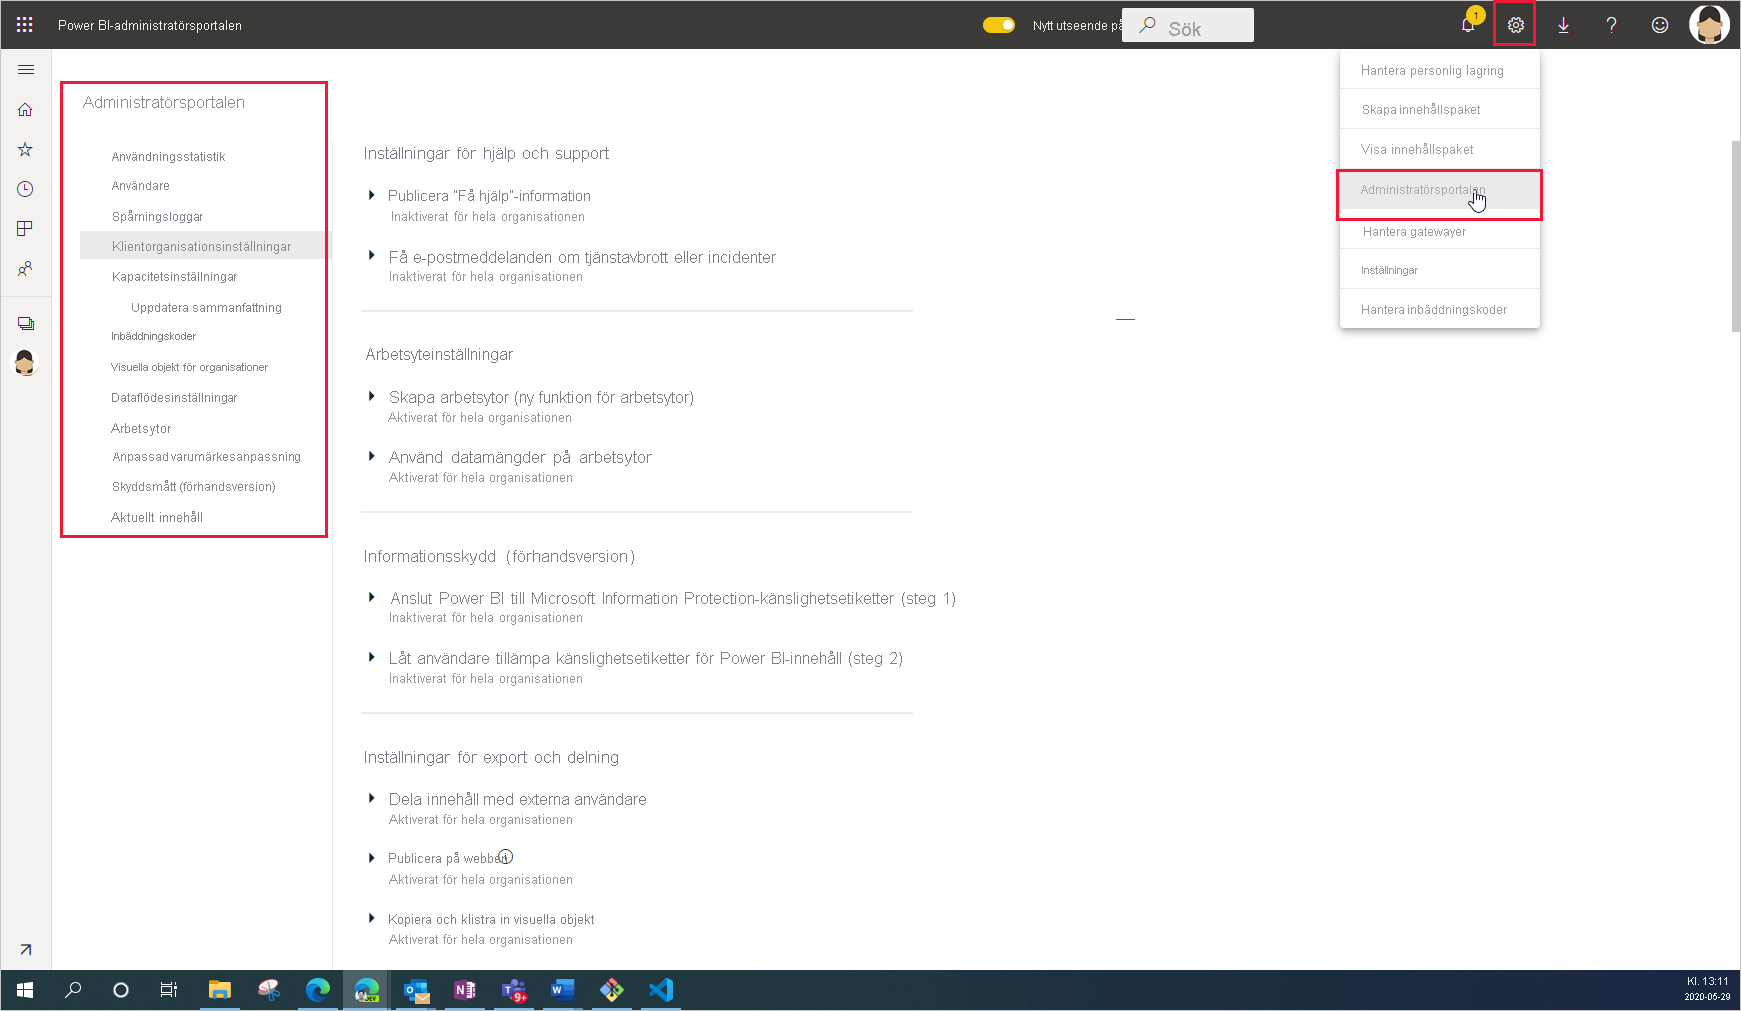 Power BI-administratörsportalen
Nytt utseende på
Sök
1
Administratörsportalen
Användningsstatistik
Användare
Spårningsloggar
Klientorganisationsinställningar
Kapacitetsinställningar
Uppdatera sammanfattning
Inbäddningskoder
Visuella objekt för organisationer
Dataflödesinställningar
Arbetsytor
Anpassad varumärkesanpassning
Skyddsmått (förhandsversion)
Aktuellt innehåll
Inställningar för hjälp och support
Publicera "Få hjälp"-information
Inaktiverat för hela organisationen
Få e-postmeddelanden om tjänstavbrott eller incidenter
Inaktiverat för hela organisationen
Arbetsyteinställningar
Skapa arbetsytor (ny funktion för arbetsytor)
Aktiverat för hela organisationen
Använd datamängder på arbetsytor
Aktiverat för hela organisationen
Informationsskydd (förhandsversion)
Anslut Power BI till Microsoft Information Protection-känslighetsetiketter (steg 1)
Inaktiverat för hela organisationen
Låt användare tillämpa känslighetsetiketter för Power BI-innehåll (steg 2)
Inaktiverat för hela organisationen
Inställningar för export och delning
Dela innehåll med externa användare
Aktiverat för hela organisationen
Publicera på webben
Aktiverat för hela organisationen
Kopiera och klistra in visuella objekt
Aktiverat för hela organisationen
Hantera personlig lagring
Skapa innehållspaket
Visa innehållspaket
Administratörsportalen
Hantera gatewayer
Inställningar
Hantera inbäddningskoder
DEV
9+
Kl. 13:11
2020-05-29